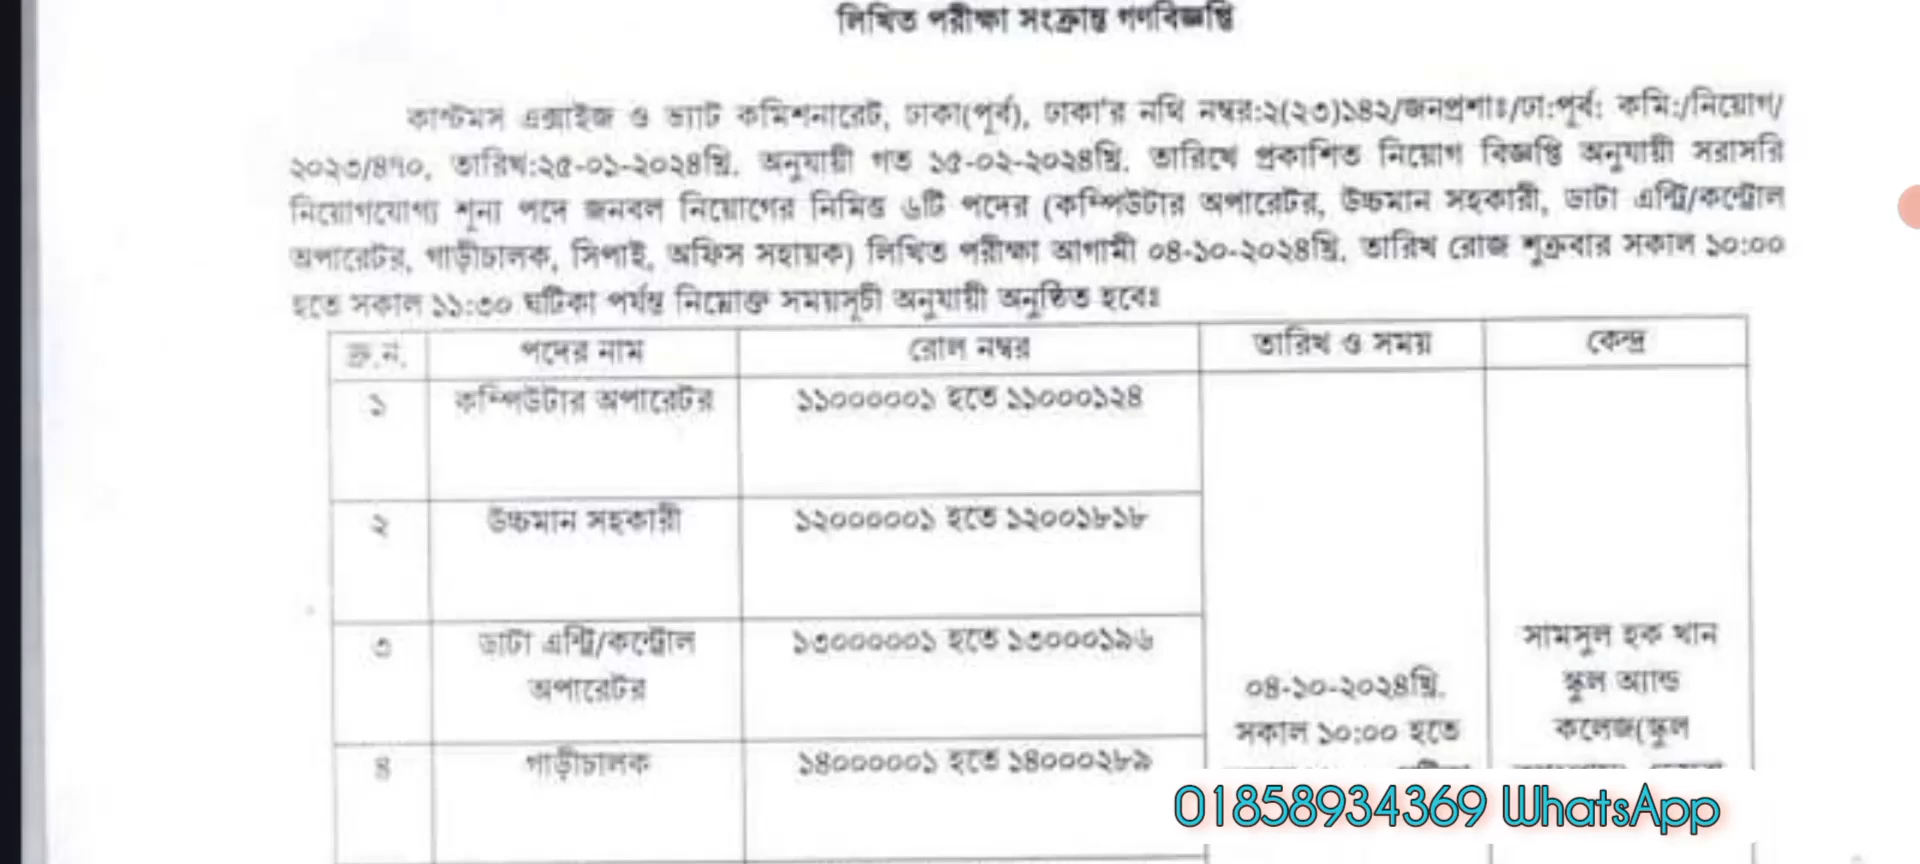 লিখিত পরীক্ষা সংক্রান্ত গণবিজ্ঞপ্তি
কাস্টমস এক্সাইজ ও ভ্যাট কমিশনারেট, ঢাকা(পূর্ব), ঢাকা'র নথি নম্বর:২(২৩)১৪২/জনপ্রশাঃ/ঢা:পূর্ব: কমি:/নিয়োগ/
২০২৩/৪৭০, তারিখ:২৫-০১-২০২৪খ্রি. অনুযায়ী গত ১৫-০২-২০২৪খ্রি. তারিখে প্রকাশিত নিয়োগ বিজ্ঞপ্তি অনুযায়ী সরাসরি
নিয়োগযোগ্য শূন্য পদে জনবল নিয়োগের নিমিত্ত ৬টি পদের (কম্পিউটার অপারেটর, উচ্চমান সহকারী, ডাটা এন্ট্রি/কন্ট্রোল
অপারেটর, গাড়ীচালক, সিপাই, অফিস সহায়ক) লিখিত পরীক্ষা আগামী ০৪-১০-২০২৪খ্রি. তারিখ রোজ শুক্রবার সকাল ১০:০০
হতে সকাল ১১:৩০ ঘটিকা পর্যন্ত নিম্নোক্ত সময়সূচী অনুযায়ী অনুষ্ঠিত হবেঃ
ক্র.ন. পদের নাম রোল নম্বর তারিখ ও সময় কেন্দ্র
১ কম্পিউটার অপারেটর ১১০০০০০১ হতে ১১০০০১২৪
২ উচ্চমান সহকারী ১২০০০০০১ হতে ১২০০১৮১৮
৩ ডাটা এন্ট্রি/কন্ট্রোল ১৩০০০০০১ হতে ১৩০০০১৯৬
অপারেটর
৪ গাড়ীচালক ১৪০০০০০১ হতে ১৪০০০২৮৯
০৪-১০-২০২৪খ্রি.
সকাল ১০:০০ হতে
সামসুল হক খান
স্কুল অ্যান্ড
কলেজ(স্কুল
01858934369 WhatsApp